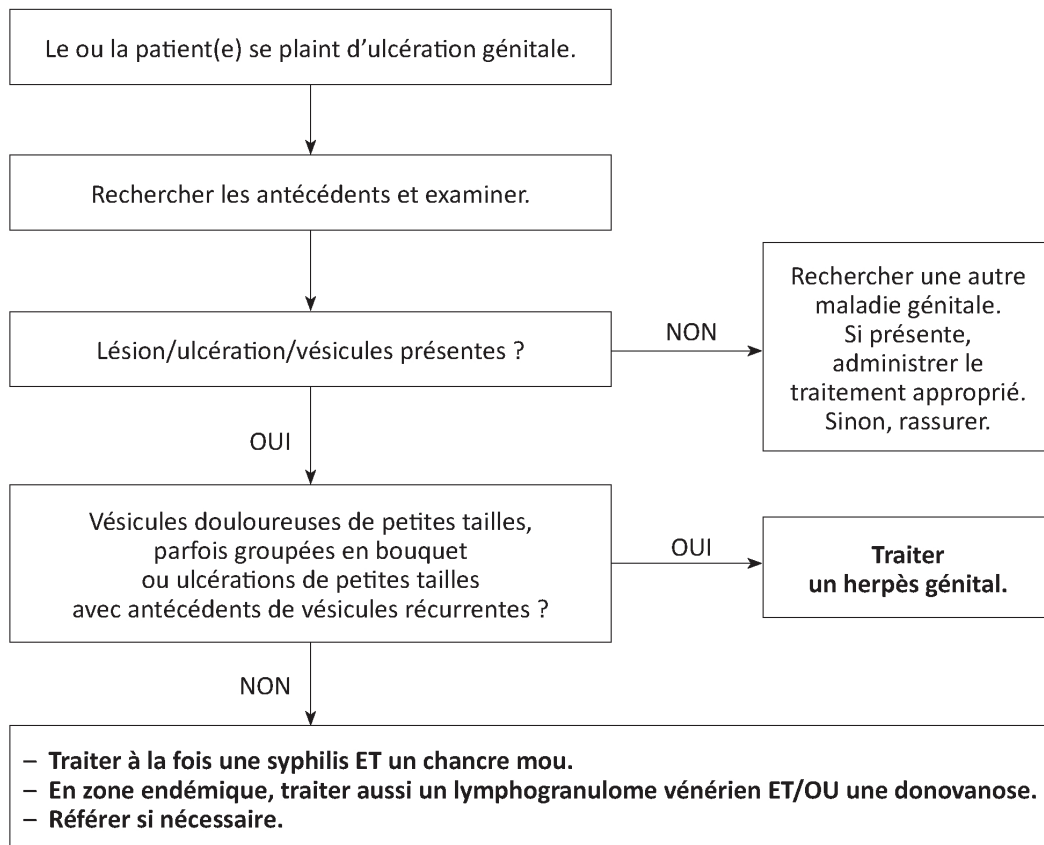 Le ou la patient(e) se plaint d’ulcération génitale.
Rechercher les antécédents et examiner.
Lésion/ulcération/vésicules présentes ?
NON
Rechercher une autre
maladie génitale.
Si présente,
administrer le
traitement approprié.
Sinon, rassurer.
OUI
Vésicules douloureuses de petites tailles,
parfois groupées en bouquet
ou ulcérations de petites tailles
avec antécédents de vésicules récurrentes ?
OUI
Traiter
un herpès génital.
NON
– Traiter à la fois une syphilis ET un chancre mou.
– En zone endémique, traiter aussi un lymphogranulome vénérien ET/OU une donovanose.
– Référer si nécessaire.